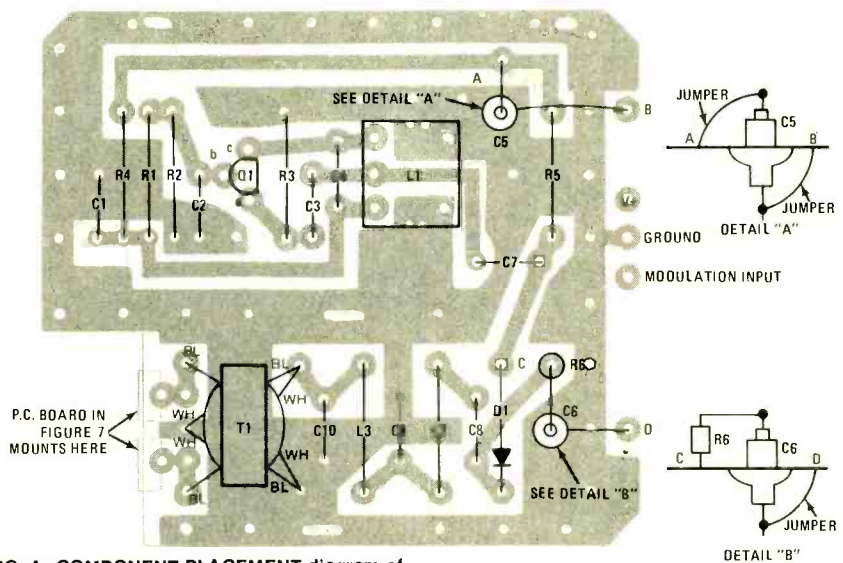 A
SEE DETAIL "A"
C5
B
b
c
C1
R4
R1
R2
C2
Q1
R3
C3
L1
R5
C7
GROUND
MODULATION INPUT
JUMPER
A
C5
B
JUMPER
DETAIL "A"
BL
BL
WH
C
R6
P.C. BOARD IN
FIGURE 7
MOUNTS HERE
WH
WH
T1
C10
L3
C8
D1
C6
D
WH
BL
BL
SEE DETAIL "B"
R6
C6
C
D
JUMPER
DETAIL "B"
COMPONENT PLACEMENT diagram of